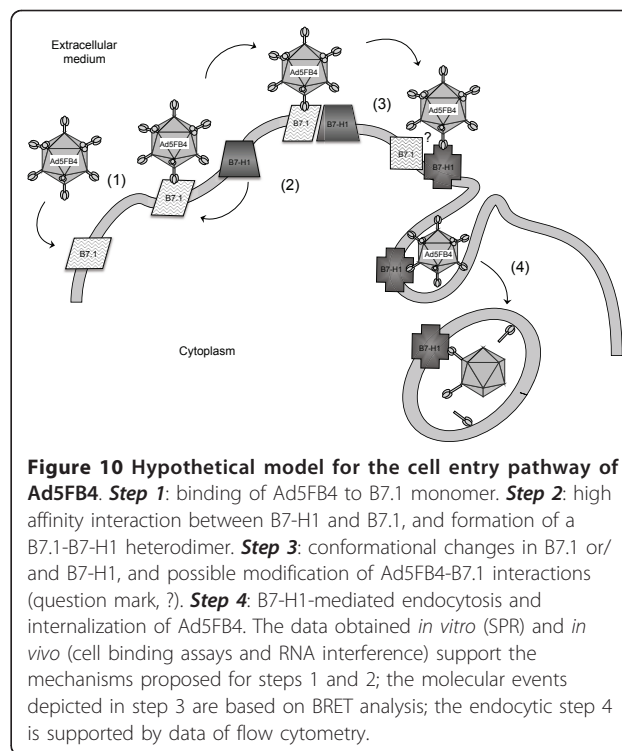 Extracellular
medium
Ad5FB4
Ad5FB4
Ad5FB4
Ad5FB4
(1)
B7.1
B7.1
B7-H1
(2)
B7.1
B7-H1
(3)
B7.1
?
B7-H1
B7-H1
Ad5FB4
(4)
B7-H1
Cytoplasm
Figure 10 Hypothetical model for the cell entry pathway of
Ad5FB4. Step 1: binding of Ad5FB4 to B7.1 monomer. Step 2: high
affinity interaction between B7-H1 and B7.1, and formation of a
B7.1-B7-H1 heterodimer. Step 3: conformational changes in B7.1 or/
and B7-H1, and possible modification of Ad5FB4-B7.1 interactions
(question mark, ?). Step 4: B7-H1-mediated endocytosis and
internalization of Ad5FB4. The data obtained in vitro (SPR) and in
vivo (cell binding assays and RNA interference) support the
mechanisms proposed for steps 1 and 2; the molecular events
depicted in step 3 are based on BRET analysis; the endocytic step 4
is supported by data of flow cytometry.